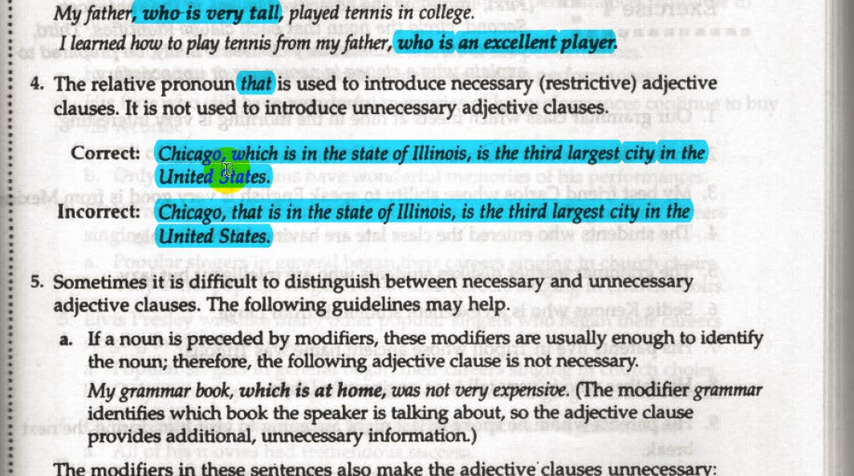 My father, who is very tall, played tennis in college.
I learned how to play tennis from my father, who is an excellent player.
4. The relative pronoun that is used to introduce necessary (restrictive) adjective
clauses. It is not used to introduce unnecessary adjective clauses.
Correct: Chicago, which is in the state of Illinois, is the third largest city in the
United States.
Incorrect: Chicago, that is in the state of Illinois, is the third largest city in the
United States.
5. Sometimes it is difficult to distinguish between necessary and unnecessary
adjective clauses. The following guidelines may help.
a. If a noun is preceded by modifiers, these modifiers are usually enough to identify
the noun; therefore, the following adjective clause is not necessary.
My grammar book, which is at home, was not very expensive. (The modifier grammar
identifies which book the speaker is talking about, so the adjective clause
provides additional, unnecessary information.)
The modifiers in these sentences also make the adjective clauses unnecessary: